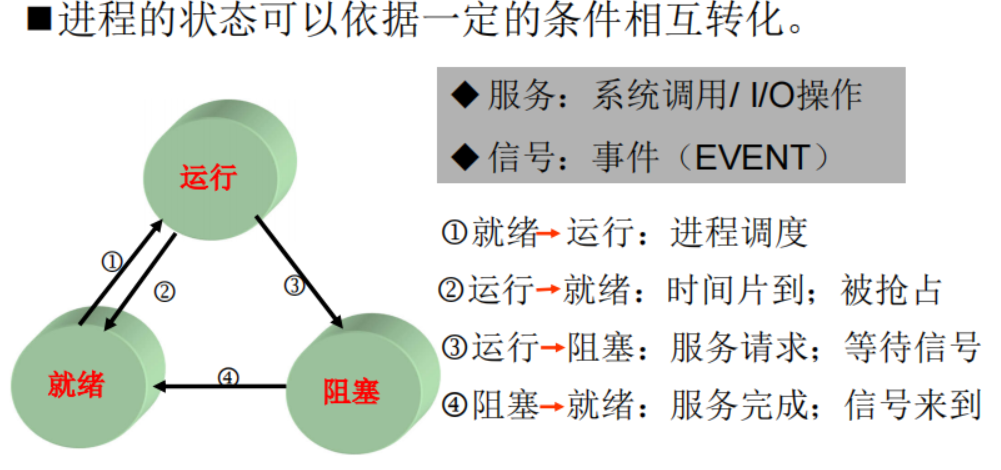 ■进程的状态可以依据一定的条件相互转化。
◆ 服务：系统调用/ I/O操作
◆ 信号：事件（EVENT）
运行
①
②
③
就绪
④
阻塞
①就绪→运行：进程调度
②运行→就绪：时间片到；被抢占
③运行→阻塞：服务请求；等待信号
④阻塞→就绪：服务完成；信号来到